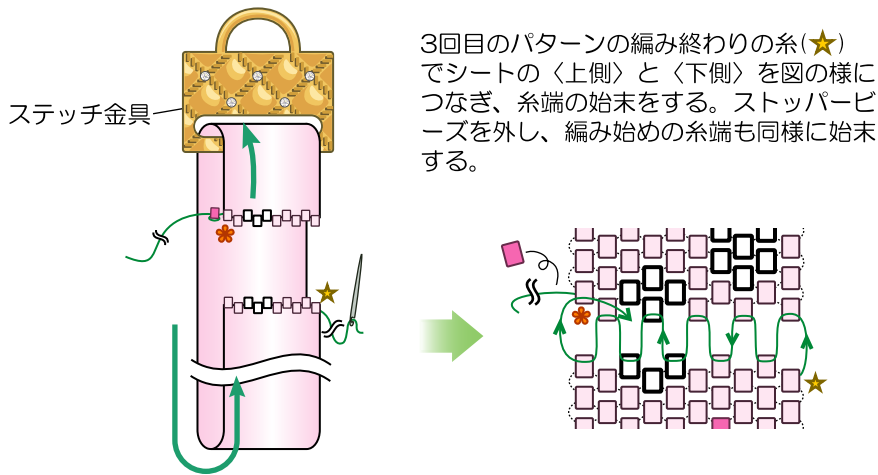 3回目のパターンの編み終わりの糸(★)
でシートの〈上側〉と〈下側〉を図の様に
つなぎ、糸端の始末をする。ストッパービ
ーズを外し、編み始めの糸端も同様に始末
する。
ステッチ金具